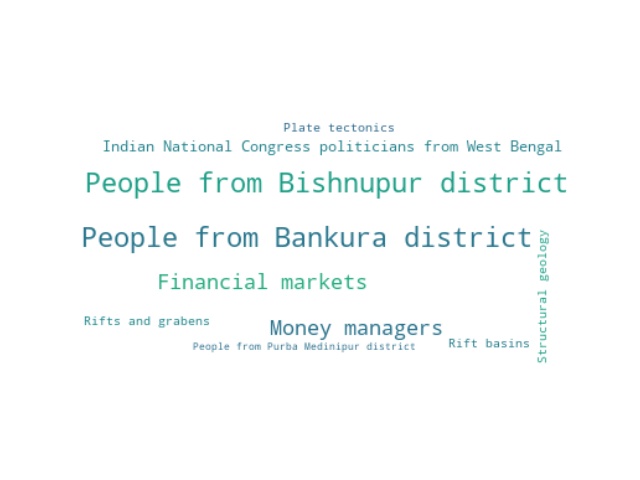 Plate tectonics
Indian National Congress politicians from West Bengal
People from Bishnupur district
People from Bankura district
Structural geology
Financial markets
Rifts and grabens
Money managers
Rift basins
People from Purba Medinipur district